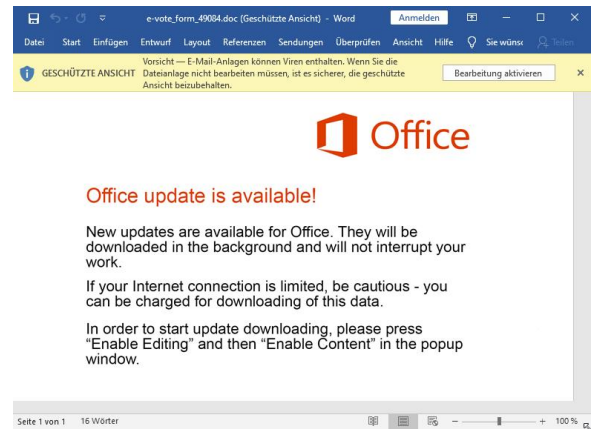 e-vote_form_49084.doc (Geschützte Ansicht) - Word Anmelden
Datei Start Einfügen Entwurf Layout Referenzen Sendungen Überprüfen Ansicht Hilfe Sie wünsc Teilen
GESCHÜTZTE ANSICHT
Vorsicht — E-Mail-Anlagen können Viren enthalten. Wenn Sie die
Dateianlage nicht bearbeiten müssen, ist es sicherer, die geschützte
Ansicht beizubehalten.
Bearbeitung aktivieren
Office
Office update is available!
New updates are available for Office. They will be
downloaded in the background and will not interrupt your
work.
If your Internet connection is limited, be cautious - you
can be charged for downloading of this data.
In order to start update downloading, please press
“Enable Editing” and then “Enable Content” in the popup
window.
Seite 1 von 1 16 Wörter 100 %